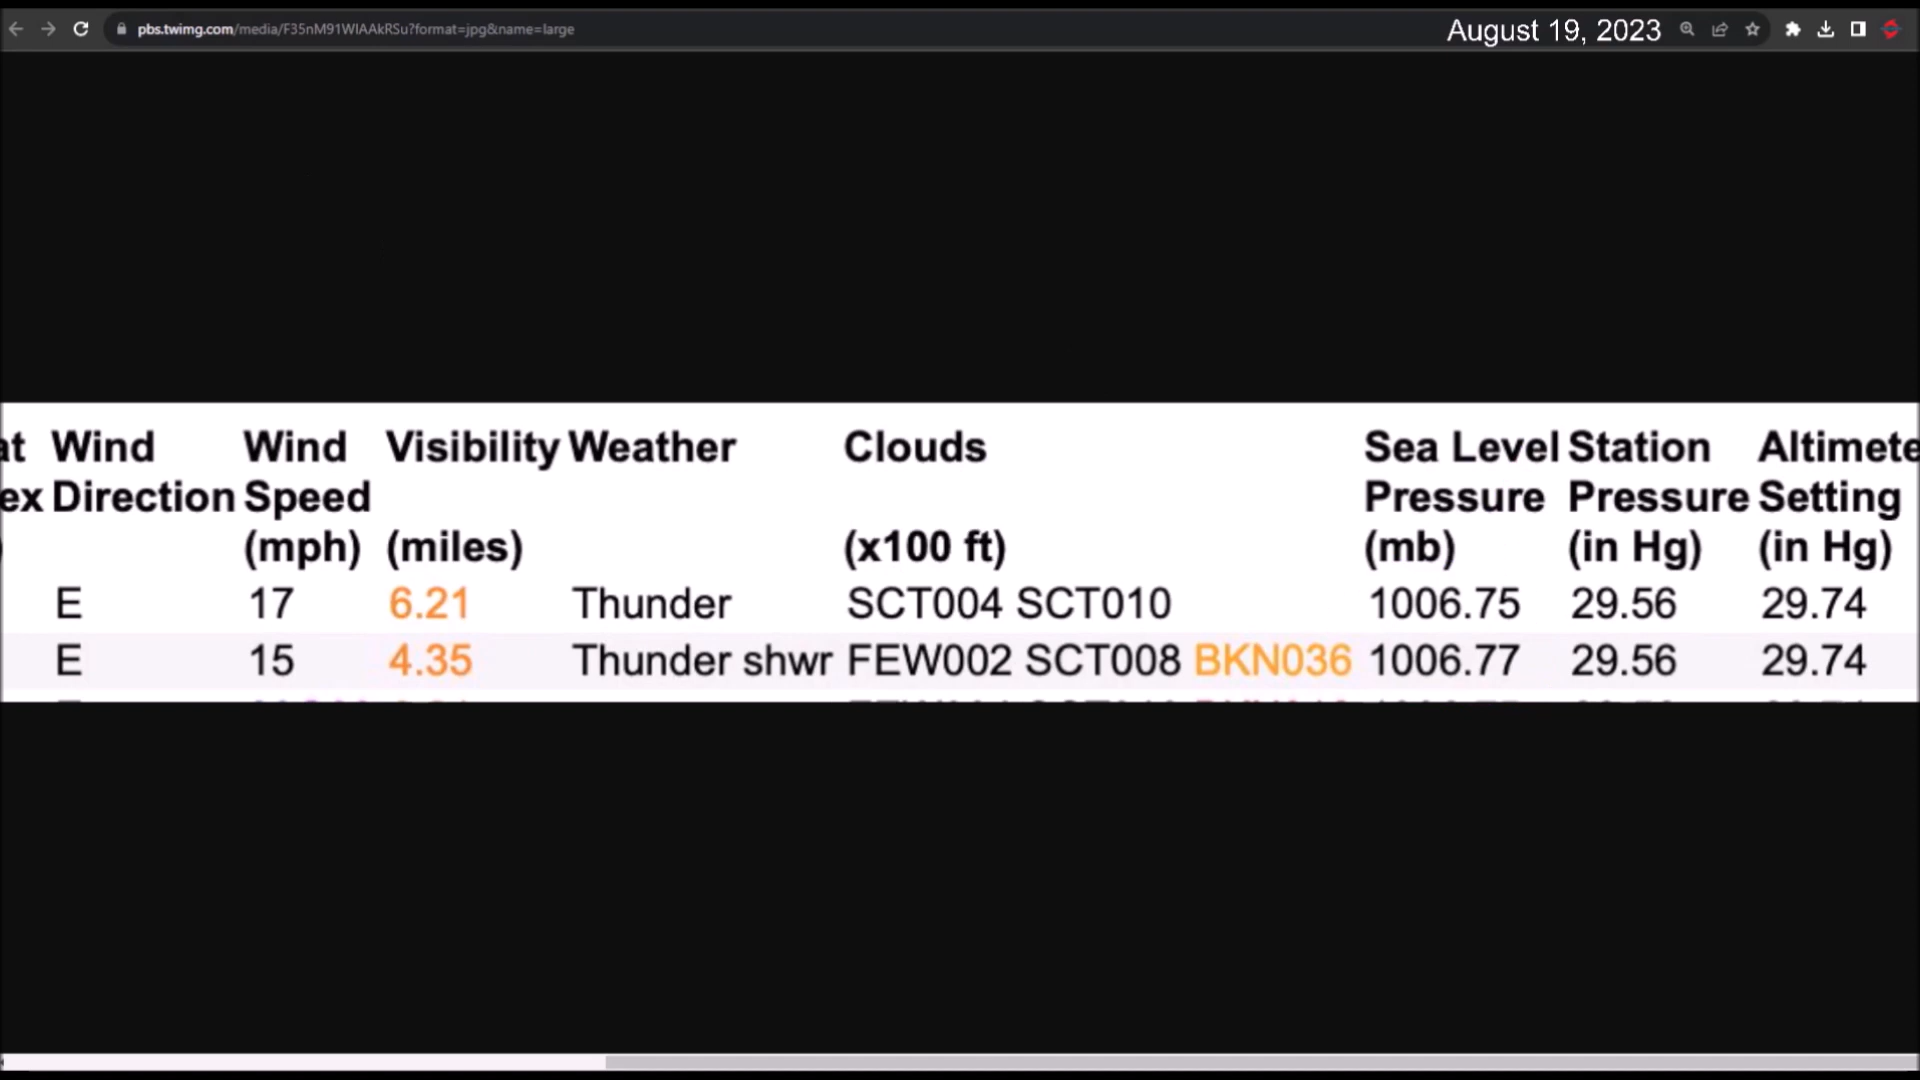 pbs.twimg.com/media/F35nM91WIAAkRSu?format=jpg&name=large
August 19, 2023
at Wind Wind Visibility Weather Clouds Sea Level Station Altimete
ex Direction Speed Pressure Pressure Setting
(mph) (miles) (x100 ft) (mb) (in Hg) (in Hg)
E 17 6.21 Thunder SCT004 SCT010 1006.75 29.56 29.74
E 15 4.35 Thunder shwr FEW002 SCT008 BKN036 1006.77 29.56 29.74